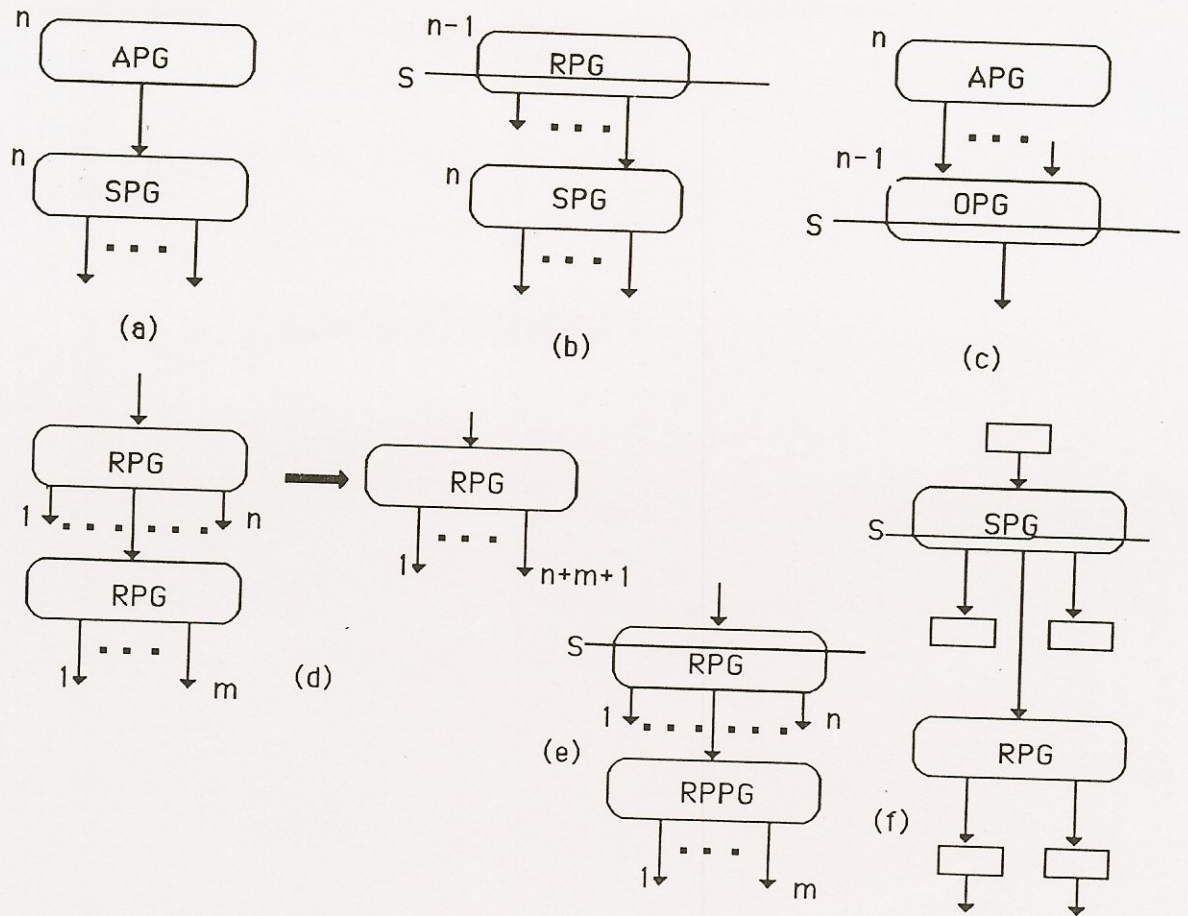 n
APG
n
SPG
(a)
n-1
RPG
S
n
SPG
(b)
n
APG
n-1
OPG
S
(c)
RPG
1
n
RPG
1
m
(d)
RPG
1
n+m+1
S
RPG
1
n
(e)
RPPG
1
m
SPG
S
RPG
(f)